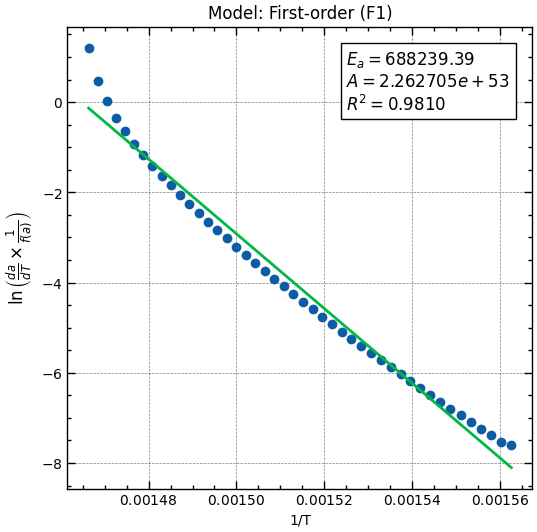 Model: First-order (F1)
E_a = 688239.39
A = 2.262705e + 53
R^2 = 0.9810
ln(da/dT × 1/f(a))
0
−2
−4
−6
−8
0.00148 0.00150 0.00152 0.00154 0.00156
1/T